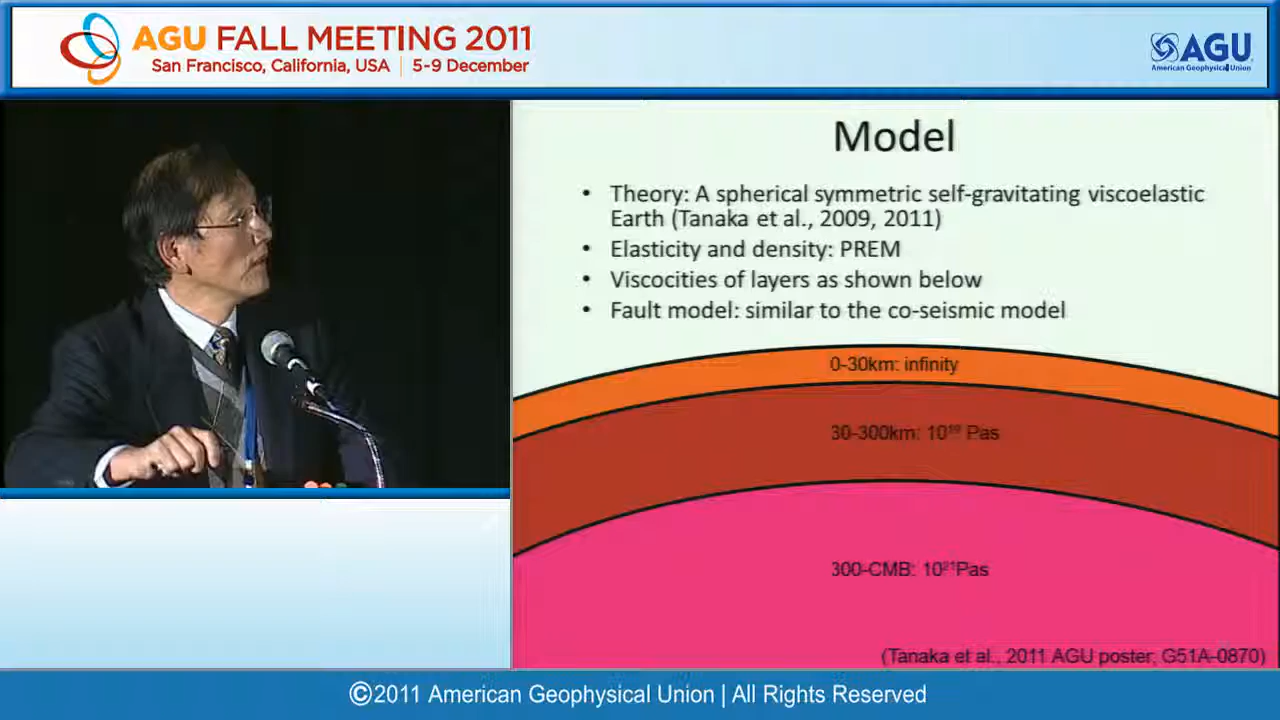 AGU FALL MEETING 2011
San Francisco, California, USA | 5-9 December
AGU
American Geophysical Union
Model
• Theory: A spherical symmetric self-gravitating viscoelastic
Earth (Tanaka et al., 2009, 2011)
• Elasticity and density: PREM
• Viscocities of layers as shown below
• Fault model: similar to the co-seismic model
0-30km: infinity
30-300km: 10¹⁹ Pas
300-CMB: 10²¹Pas
(Tanaka et al., 2011 AGU poster, G51A-0870)
©2011 American Geophysical Union | All Rights Reserved